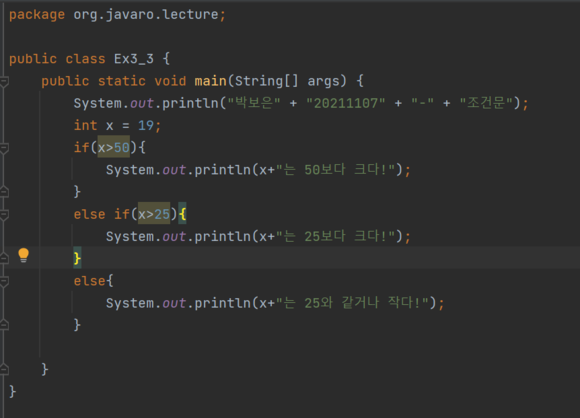 package org.javaro.lecture;
public class Ex3_3 {
public static void main(String[] args) {
System.out.println("박보은" + "20211107" + "-" + "조건문");
int x = 19;
if(x>50){
System.out.println(x+"는 50보다 크다!");
}
else if(x>25){
System.out.println(x+"는 25보다 크다!");
}
else{
System.out.println(x+"는 25와 같거나 작다!");
}
}
}